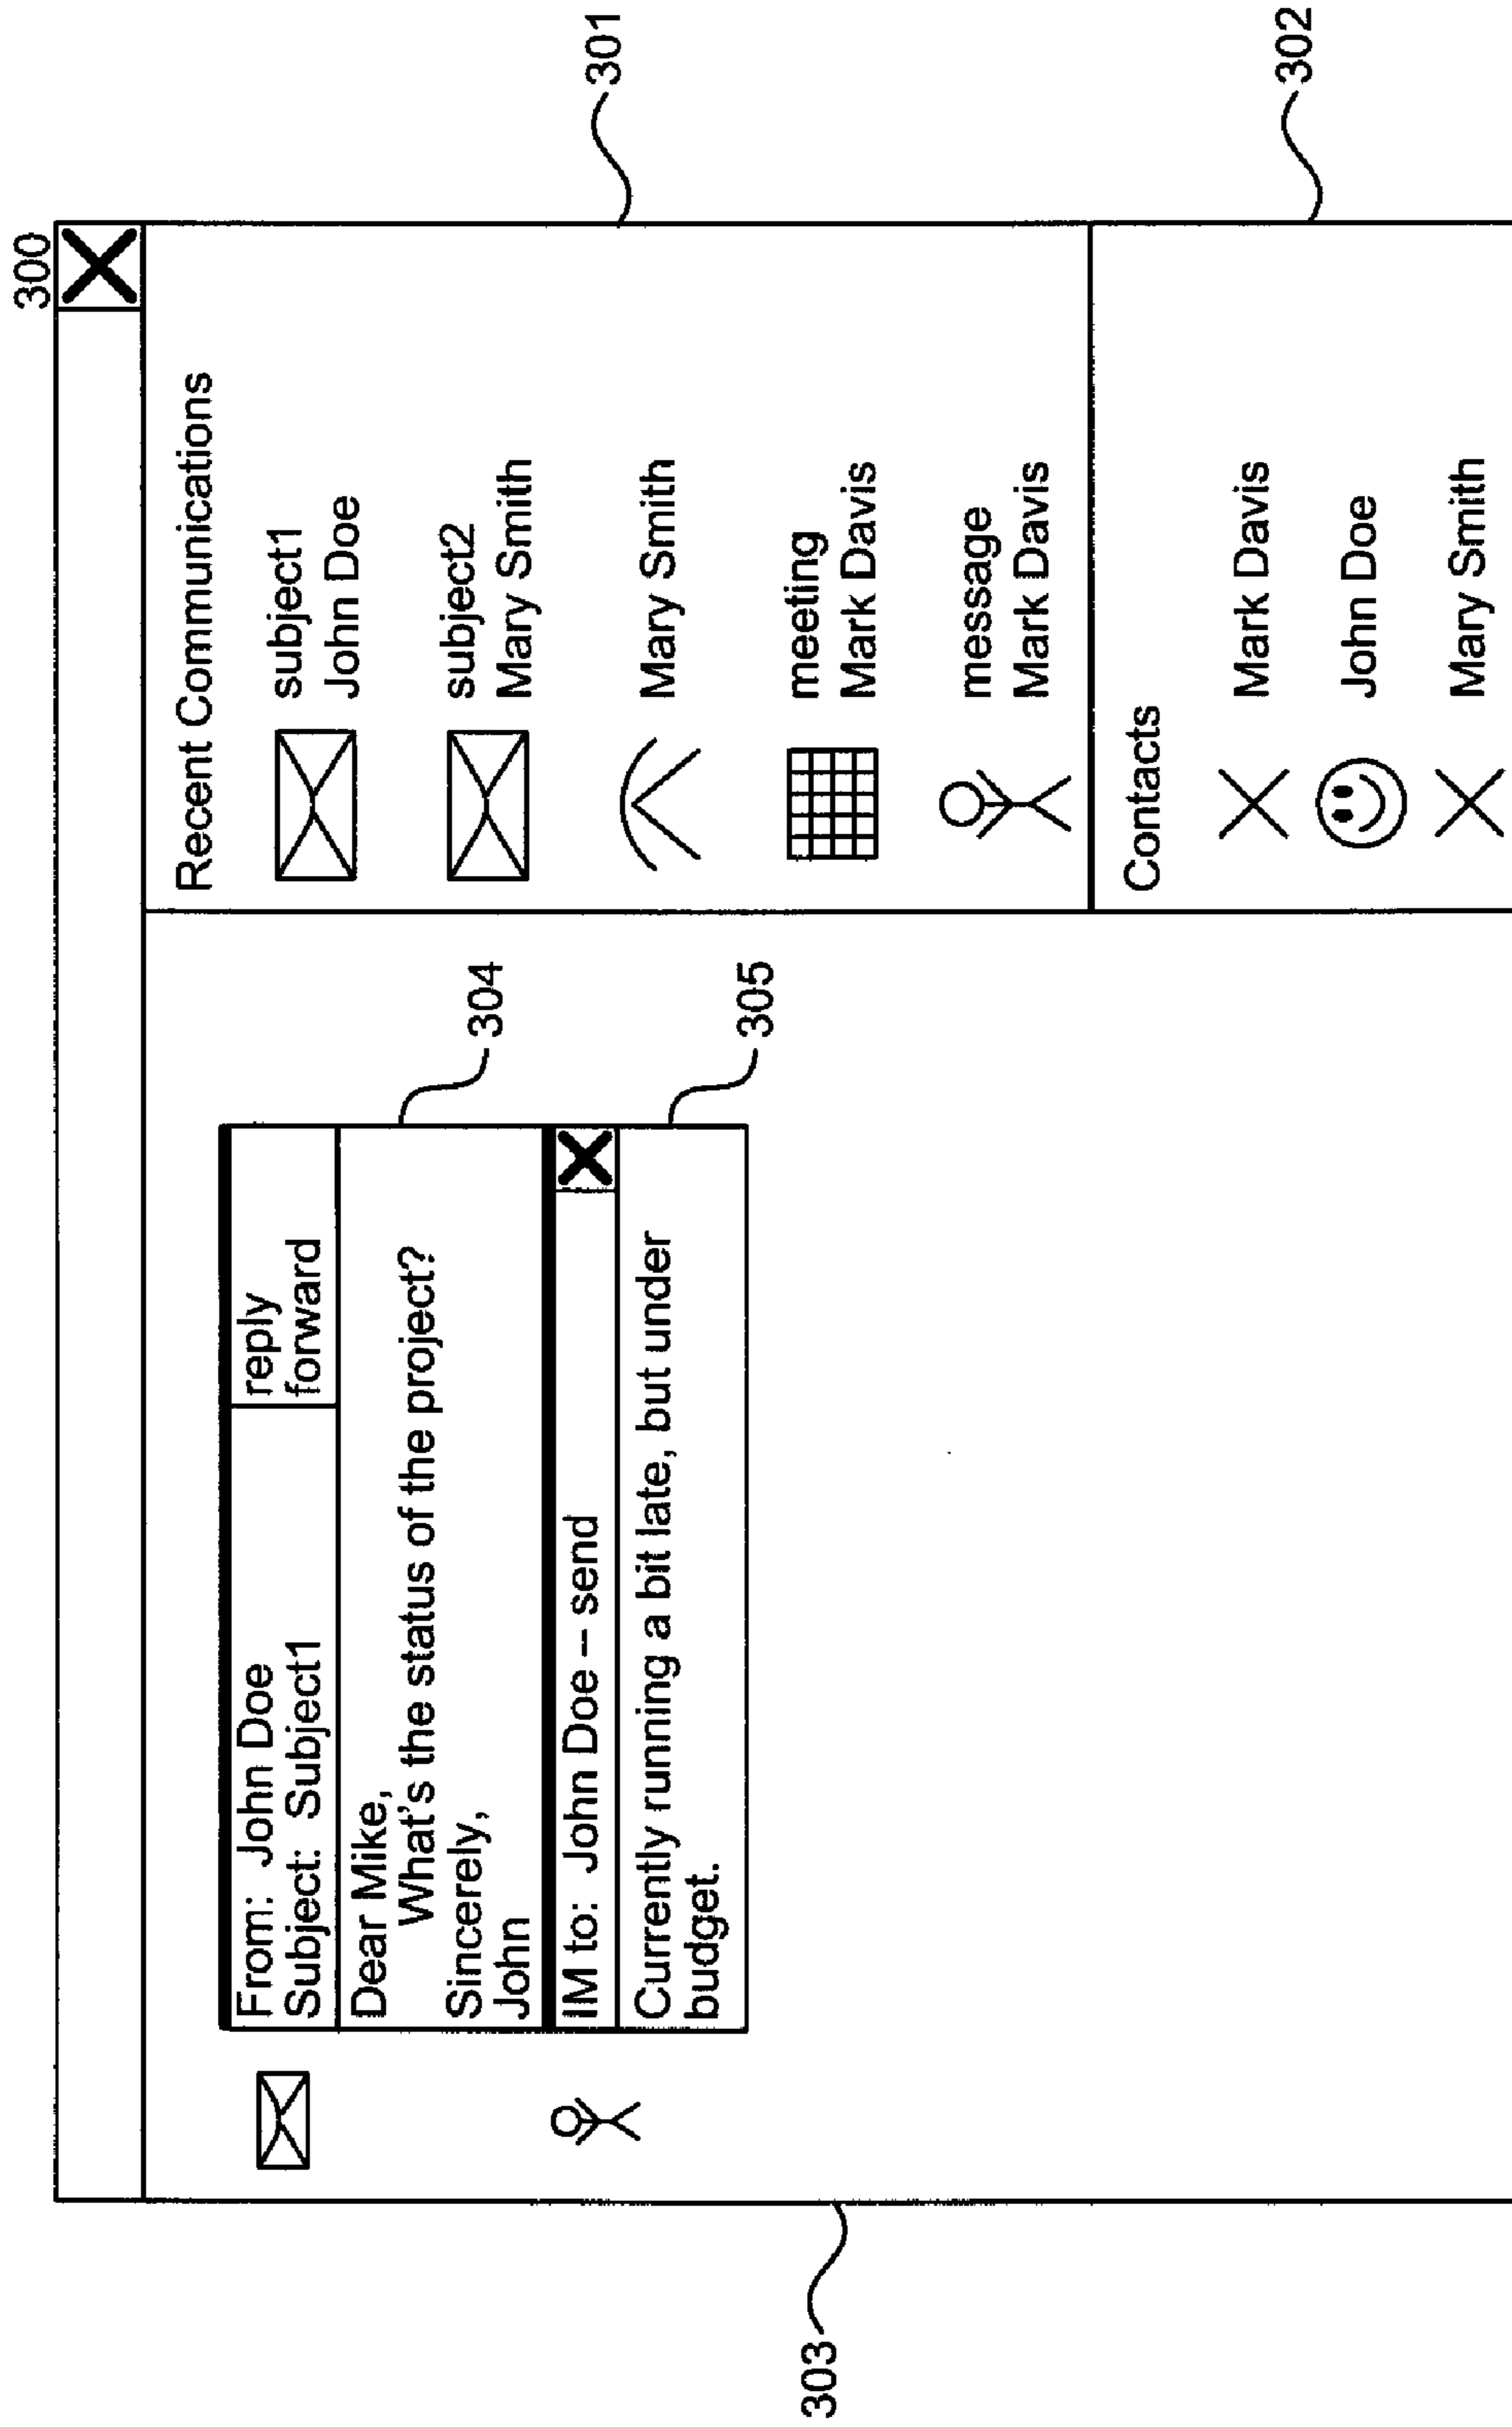 300
From: John Doe
Subject: Subject1
reply
forward
Dear Mike,
What's the status of the project?
Sincerely,
John
304
IM to: John Doe – send
Currently running a bit late, but under
budget.
305
303
Recent Communications
subject1
John Doe
subject2
Mary Smith
Mary Smith
meeting
Mark Davis
message
Mark Davis
301
Contacts
Mark Davis
John Doe
Mary Smith
302